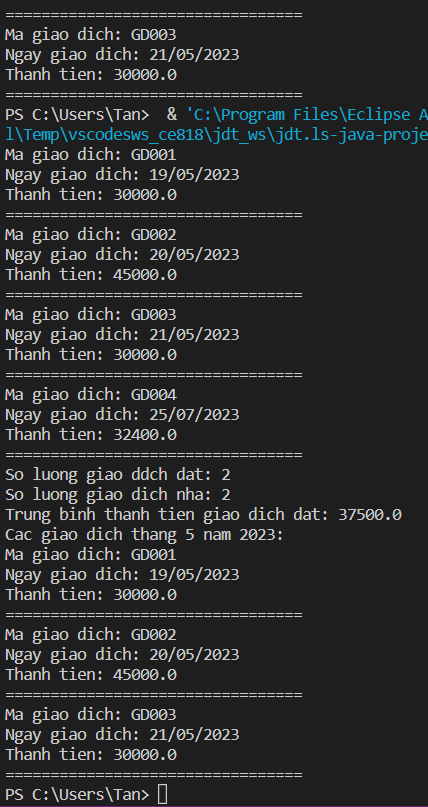 =================================
Ma giao dich: GD003
Ngay giao dich: 21/05/2023
Thanh tien: 30000.0
=================================
PS C:\Users\Tan>  & 'C:\Program Files\Eclipse A
l\Temp\vscodesws_ce818\jdt_ws\jdt.ls-java-proje
Ma giao dich: GD001
Ngay giao dich: 19/05/2023
Thanh tien: 30000.0
=================================
Ma giao dich: GD002
Ngay giao dich: 20/05/2023
Thanh tien: 45000.0
=================================
Ma giao dich: GD003
Ngay giao dich: 21/05/2023
Thanh tien: 30000.0
=================================
Ma giao dich: GD004
Ngay giao dich: 25/07/2023
Thanh tien: 32400.0
=================================
So luong giao ddch dat: 2
So luong giao dich nha: 2
Trung binh thanh tien giao dich dat: 37500.0
Cac giao dich thang 5 nam 2023:
Ma giao dich: GD001
Ngay giao dich: 19/05/2023
Thanh tien: 30000.0
=================================
Ma giao dich: GD002
Ngay giao dich: 20/05/2023
Thanh tien: 45000.0
=================================
Ma giao dich: GD003
Ngay giao dich: 21/05/2023
Thanh tien: 30000.0
=================================
PS C:\Users\Tan>